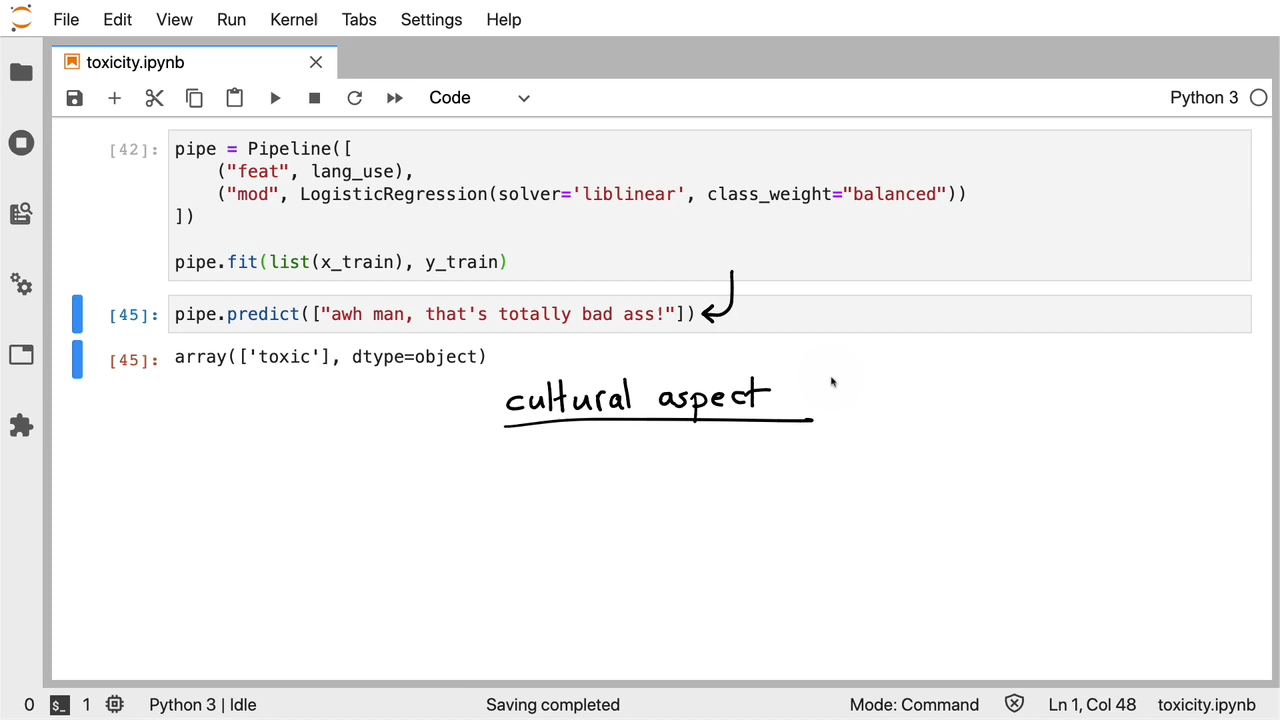 File Edit View Run Kernel Tabs Settings Help
toxicity.ipynb
Code Python 3
[42]: pipe = Pipeline([
("feat", lang_use),
("mod", LogisticRegression(solver='liblinear', class_weight="balanced"))
])
pipe.fit(list(x_train), y_train)
[45]: pipe.predict(["awh man, that's totally bad ass!"])
[45]: array(['toxic'], dtype=object)
cultural aspect
0 $_ 1 Python 3 | Idle Saving completed Mode: Command Ln 1, Col 48 toxicity.ipynb